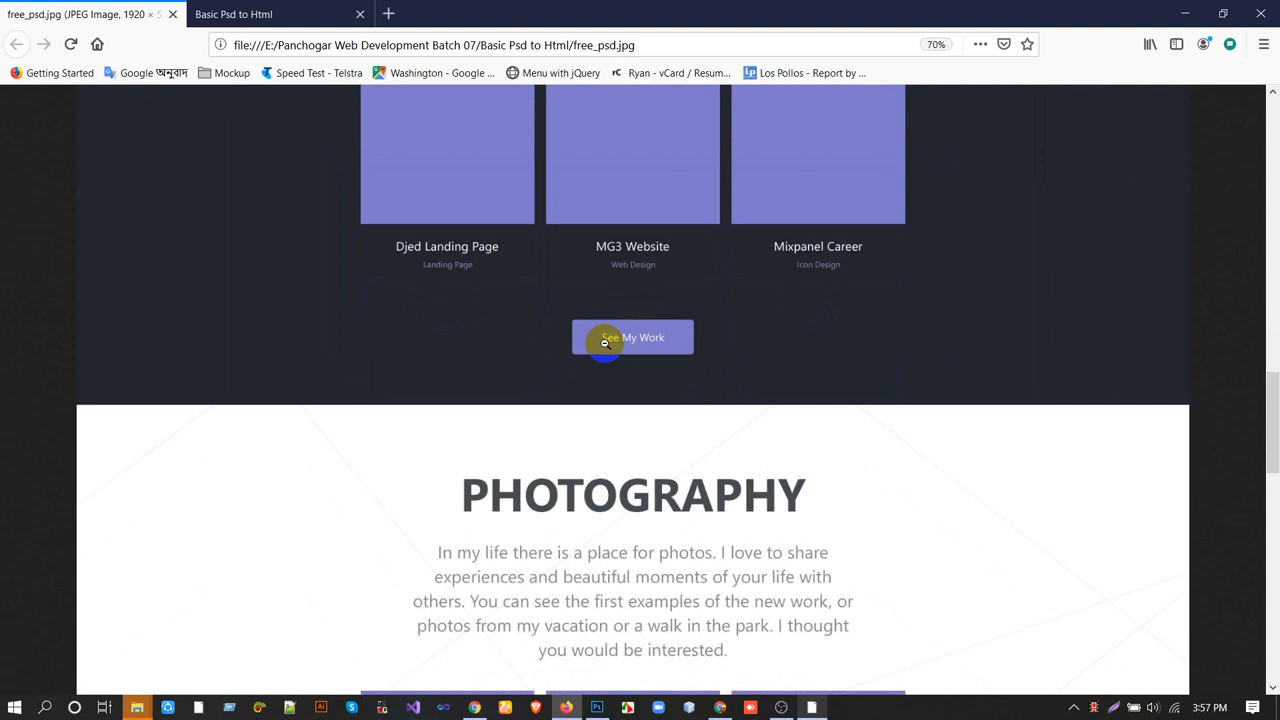 free_psd.jpg (JPEG Image, 1920 × 5
Basic Psd to Html
file:///E:/Panchogar Web Development Batch 07/Basic Psd to Html/free_psd.jpg
70%
Getting Started
Google অনুবাদ
Mockup
Speed Test - Telstra
Washington - Google ...
Menu with jQuery
rc Ryan - vCard / Resum...
Lp Los Pollos - Report by ...
Djed Landing Page
MG3 Website
Mixpanel Career
Landing Page
Web Design
Icon Design
See My Work
PHOTOGRAPHY
In my life there is a place for photos. I love to share
experiences and beautiful moments of your life with
others. You can see the first examples of the new work, or
photos from my vacation or a walk in the park. I thought
you would be interested.
Ai
Ps
3:57 PM